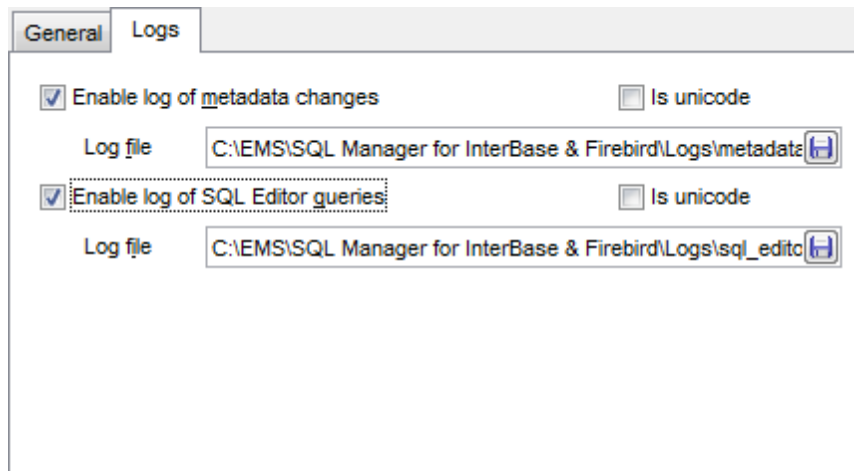 General Logs
Enable log of metadata changes Is unicode
Log file C:\EMS\SQL Manager for InterBase & Firebird\Logs\metadata
Enable log of SQL Editor queries Is unicode
Log file C:\EMS\SQL Manager for InterBase & Firebird\Logs\sql_edito